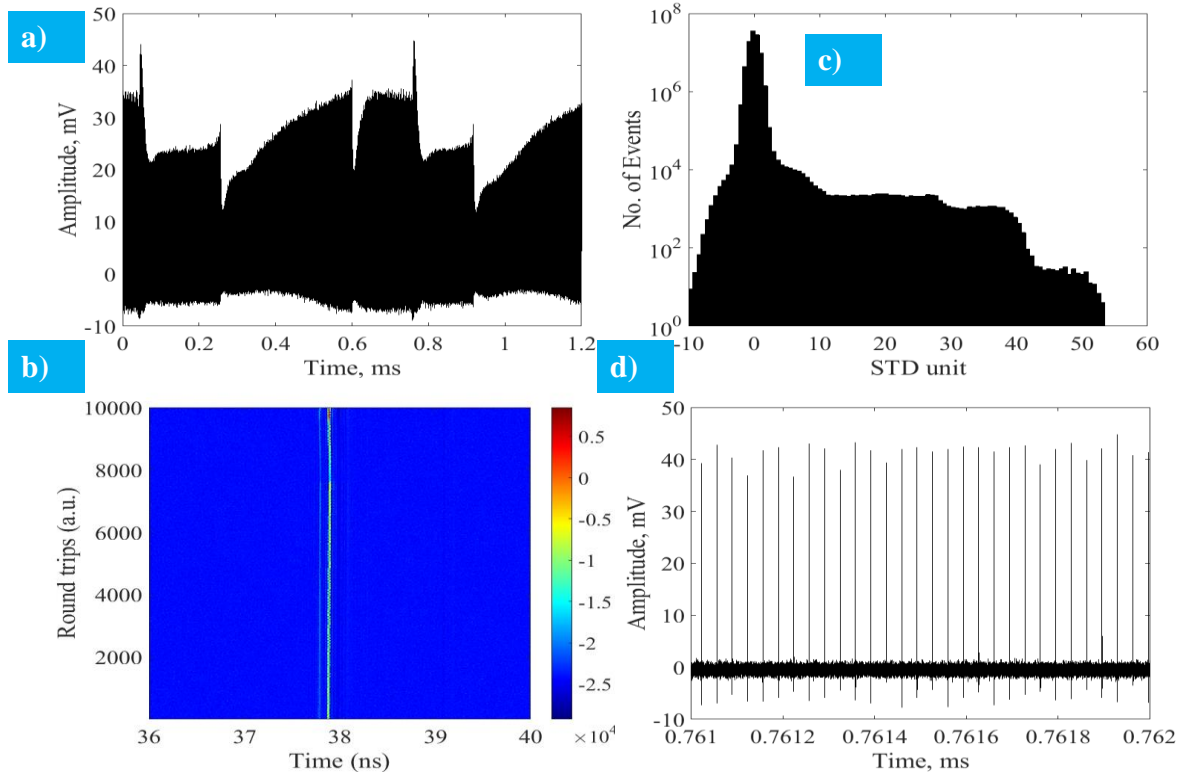 a)
50
40
30
20
10
0
-10
Amplitude, mV
0 0.2 0.4 0.6 0.8 1 1.2
Time, ms
c)
10^8
10^6
10^4
10^2
10^0
No. of Events
-10 0 10 20 30 40 50 60
STD unit
b)
10000
8000
6000
4000
2000
Round trips (a.u.)
36 37 38 39 40
Time (ns)
0.5
0
-0.5
-1
-1.5
-2
-2.5
×10^4
d)
50
40
30
20
10
0
-10
Amplitude, mV
0.761 0.7612 0.7614 0.7616 0.7618 0.762
Time, ms